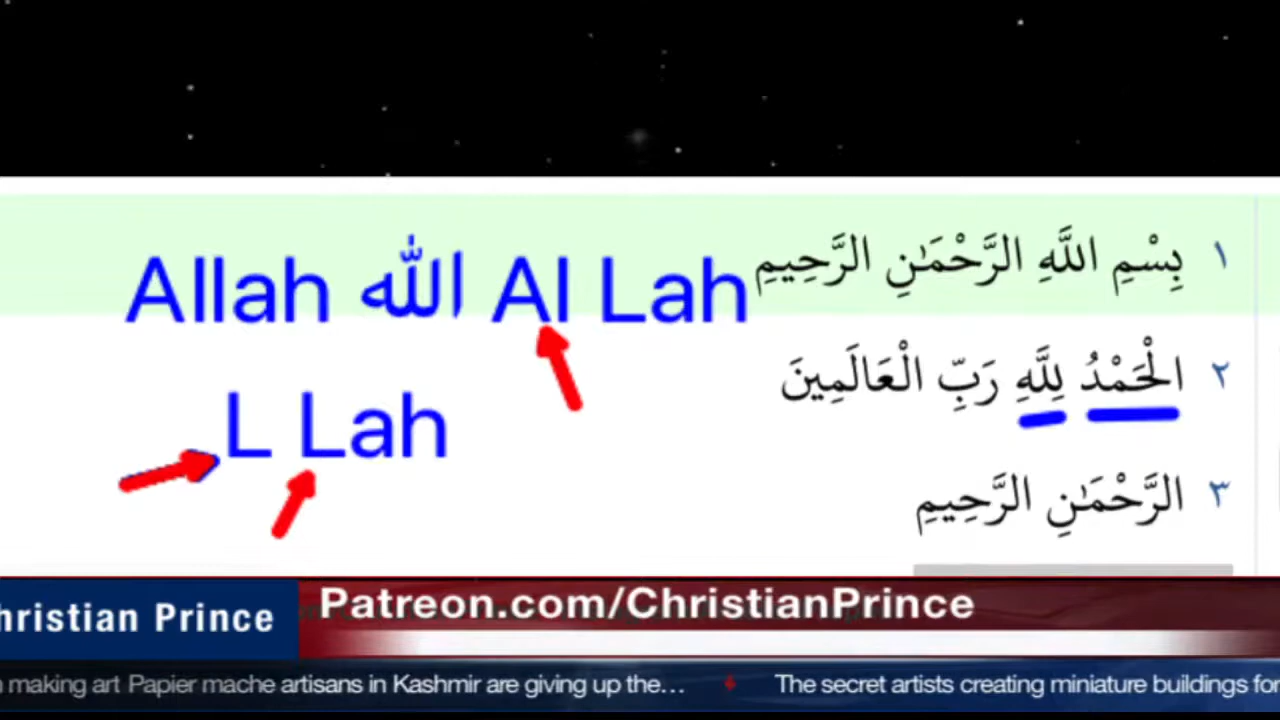 Allah الله Al Lah
L Lah
١ بِسْمِ اللَّهِ الرَّحْمَٰنِ الرَّحِيمِ
٢ الْحَمْدُ لِلَّهِ رَبِّ الْعَالَمِينَ
٣ الرَّحْمَٰنِ الرَّحِيمِ
hristian Prince
Patreon.com/ChristianPrince
making art Papier mache artisans in Kashmir are giving up the... The secret artists creating miniature buildings for